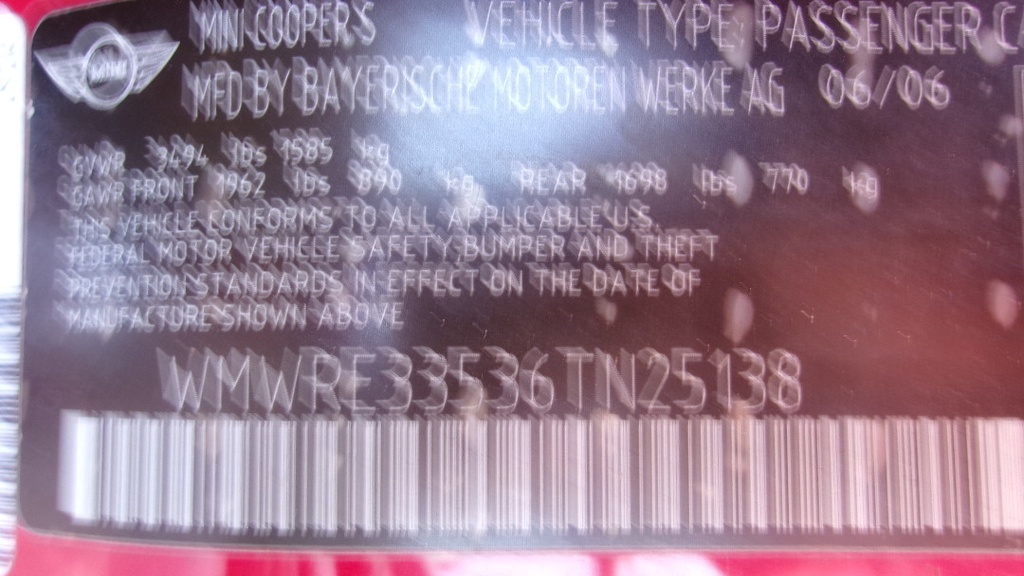 MINI COOPER S VEHICLE TYPE: PASSENGER CA
MFD BY BAYERISCHE MOTOREN WERKE AG 06/06
GVWR 3494 lbs 1585 kg
GAWR FRONT 1962 lbs 890 kg REAR 1698 lbs 770 kg
THIS VEHICLE CONFORMS TO ALL APPLICABLE U.S.
FEDERAL MOTOR VEHICLE SAFETY, BUMPER AND THEFT
PREVENTION STANDARDS IN EFFECT ON THE DATE OF
MANUFACTURE SHOWN ABOVE
WMWRE33536TN25138